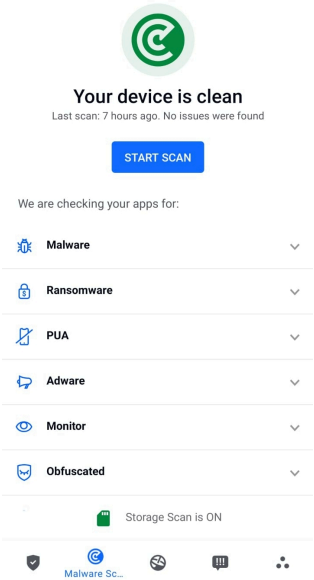 Your device is clean
Last scan: 7 hours ago. No issues were found
START SCAN
We are checking your apps for:
Malware
Ransomware
PUA
Adware
Monitor
Obfuscated
Storage Scan is ON
Malware Sc...